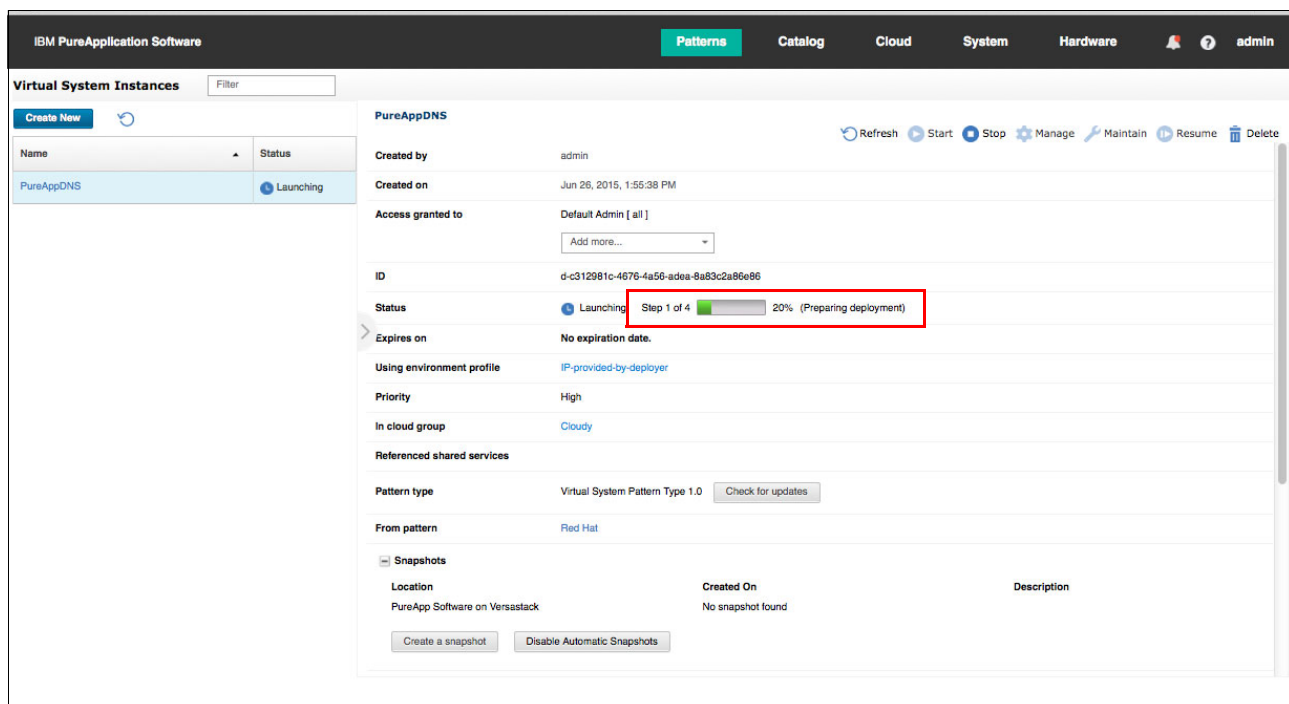 IBM PureApplication Software Patterns Catalog Cloud System Hardware ? admin
Virtual System Instances Filter
Create New
Name Status
PureAppDNS Launching
PureAppDNS
Refresh Start Stop Manage Maintain Resume Delete
Created by admin
Created on Jun 26, 2015, 1:55:38 PM
Access granted to Default Admin [ all ]
Add more...
ID d-c312981c-4676-4a56-adea-8a83c2a86e86
Status Launching Step 1 of 4 20% (Preparing deployment)
Expires on No expiration date.
Using environment profile IP-provided-by-deployer
Priority High
In cloud group Cloudy
Referenced shared services
Pattern type Virtual System Pattern Type 1.0 Check for updates
From pattern Red Hat
Snapshots
Location Created On Description
PureApp Software on Versastack No snapshot found
Create a snapshot Disable Automatic Snapshots